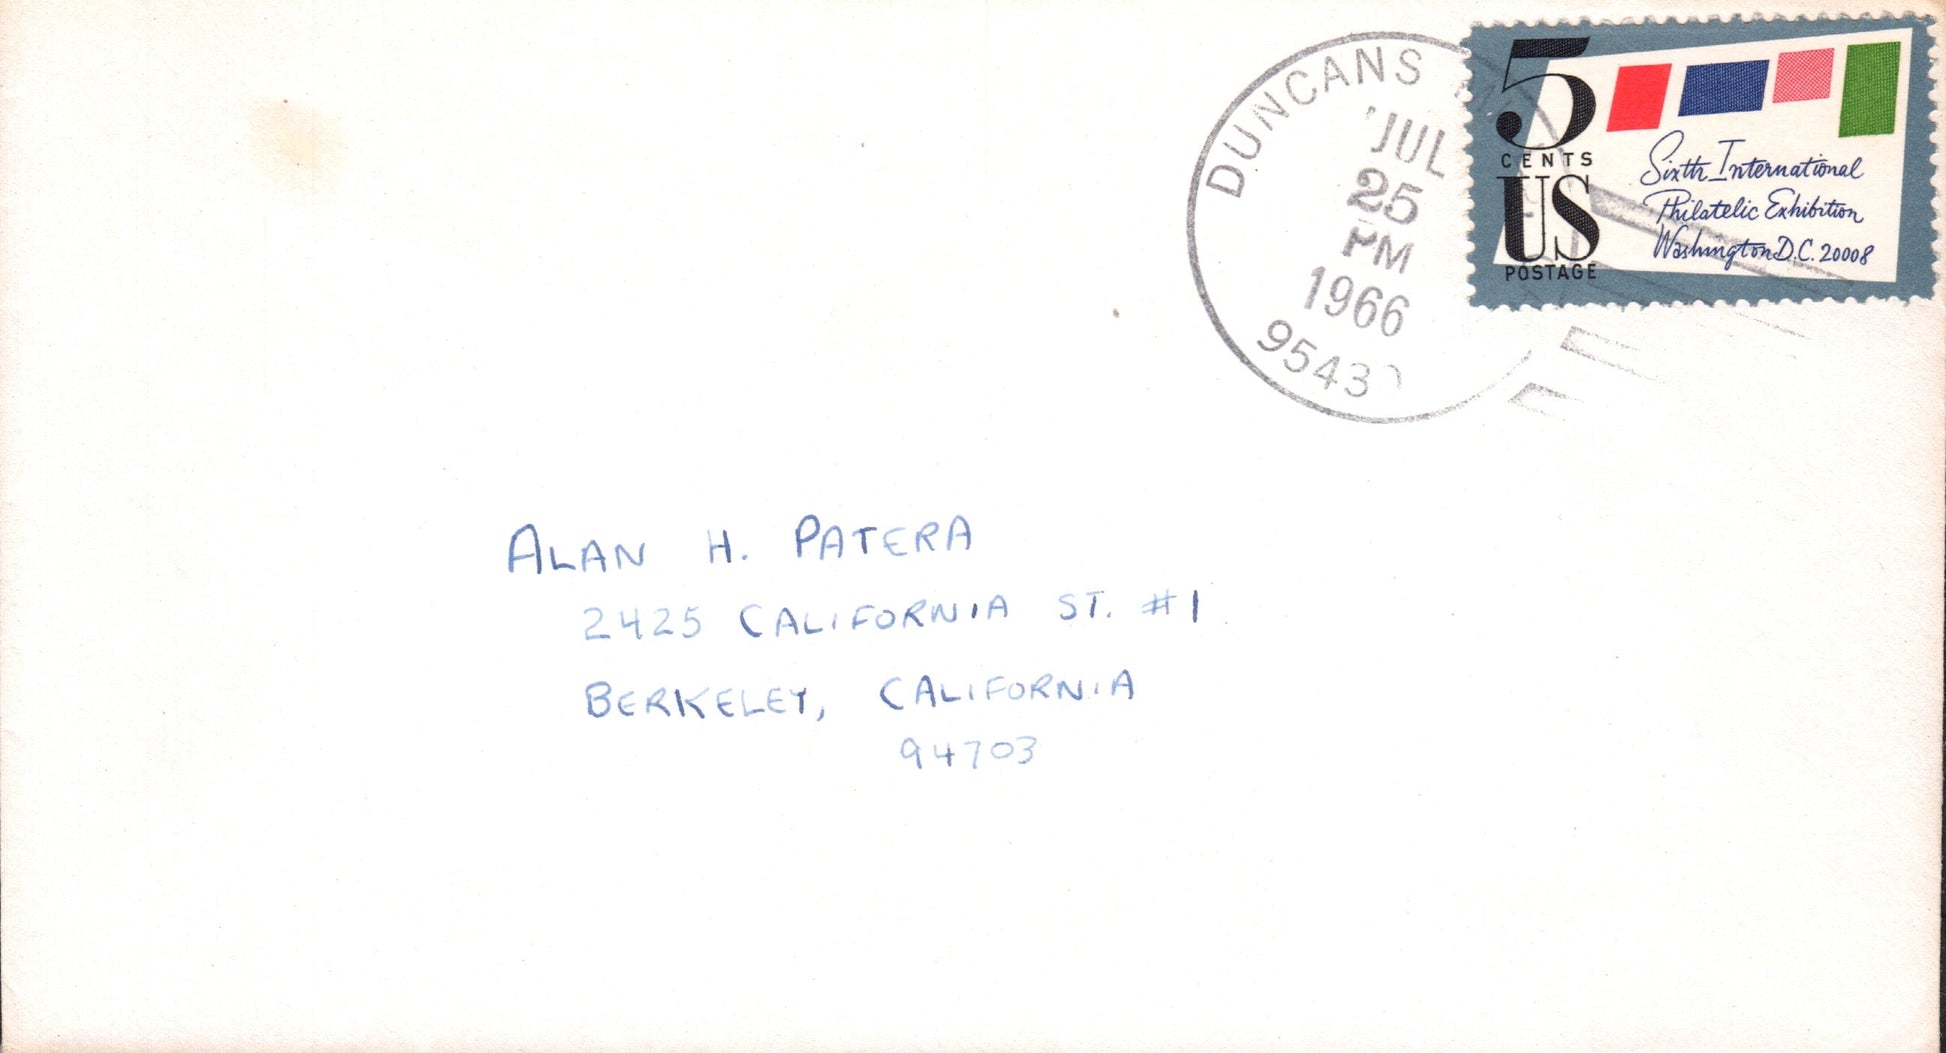 DUNCANS
JUL
25
PM
1966
9543
5
CENTS
US
POSTAGE
Sixth International
Philatelic Exhibition
Washington D.C. 20008
ALAN H. PATERA
2425 CALIFORNIA ST. #1
BERKELEY, CALIFORNIA
94703